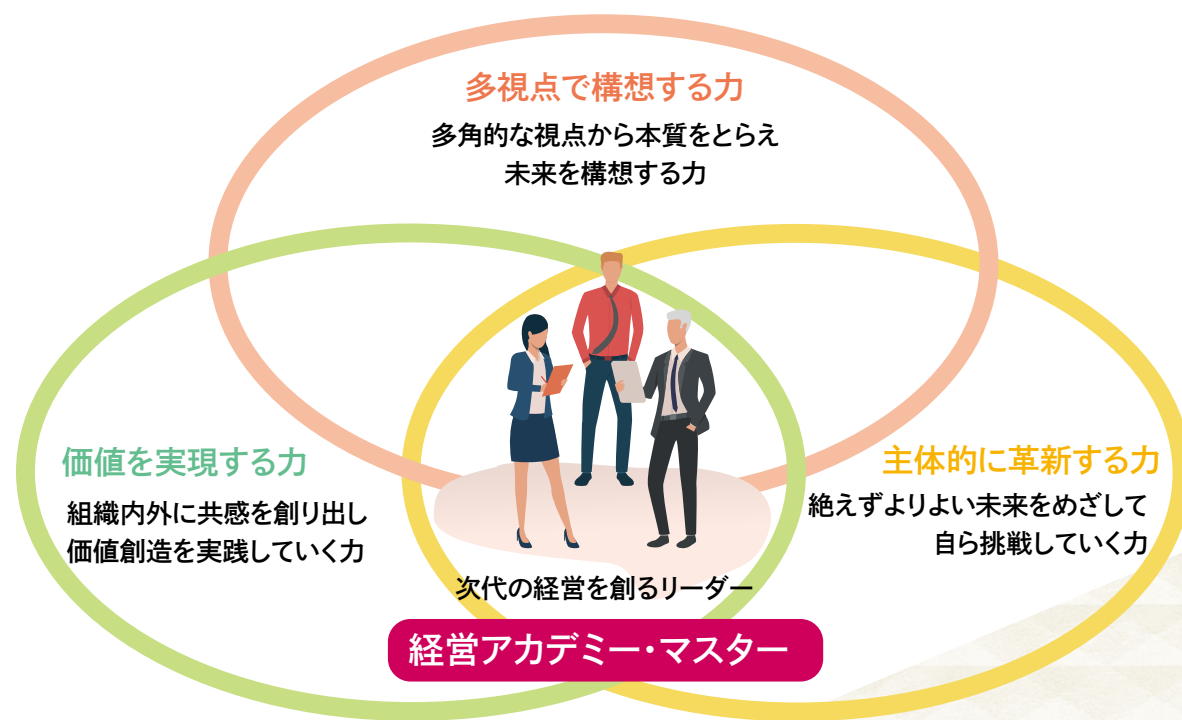 多視点で構想する力
多角的な視点から本質をとらえ
未来を構想する力
価値を実現する力
組織内外に共感を創り出し
価値創造を実践していく力
主体的に革新する力
絶えずよりよい未来をめざして
自ら挑戦していく力
次代の経営を創るリーダー
経営アカデミー・マスター